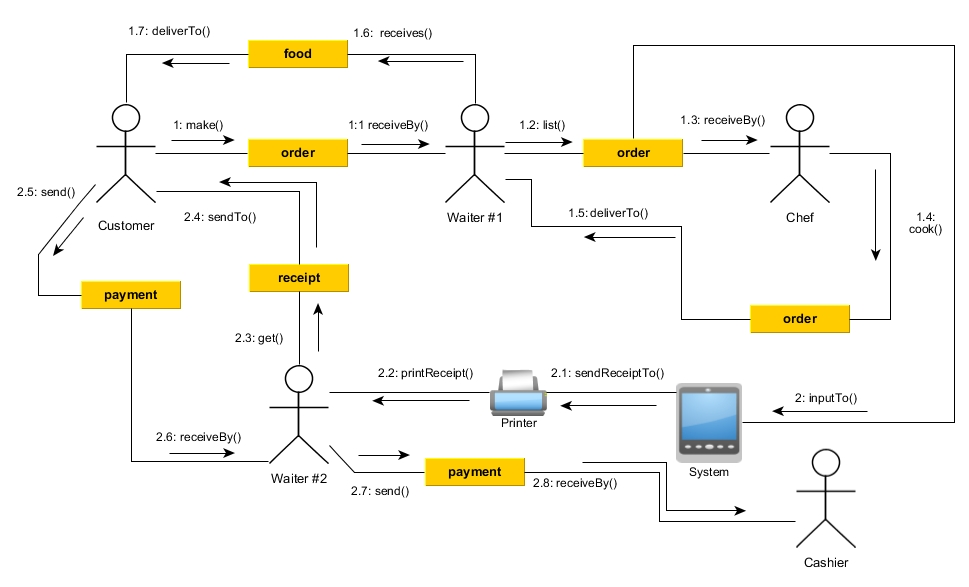 1.7: deliverTo()
food
1.6: receives()
1: make()
order
1:1 receiveBy()
1.2: list()
order
1.3: receiveBy()
2.5: send()
Customer
2.4: sendTo()
Waiter #1
1.5: deliverTo()
Chef
1.4:
cook()
payment
receipt
order
2.3: get()
2.2: printReceipt()
2.1: sendReceiptTo()
Printer
2: inputTo()
System
2.6: receiveBy()
Waiter #2
2.7: send()
payment
2.8: receiveBy()
Cashier